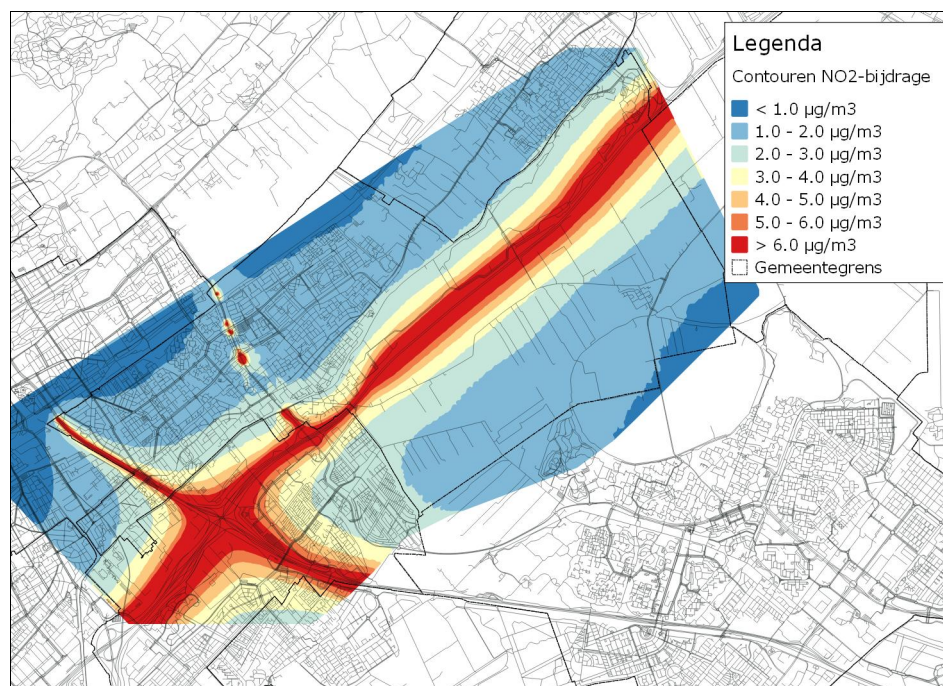 Legenda
Contouren NO2-bijdrage
< 1.0 µg/m3
1.0 - 2.0 µg/m3
2.0 - 3.0 µg/m3
3.0 - 4.0 µg/m3
4.0 - 5.0 µg/m3
5.0 - 6.0 µg/m3
> 6.0 µg/m3
Gemeentegrens